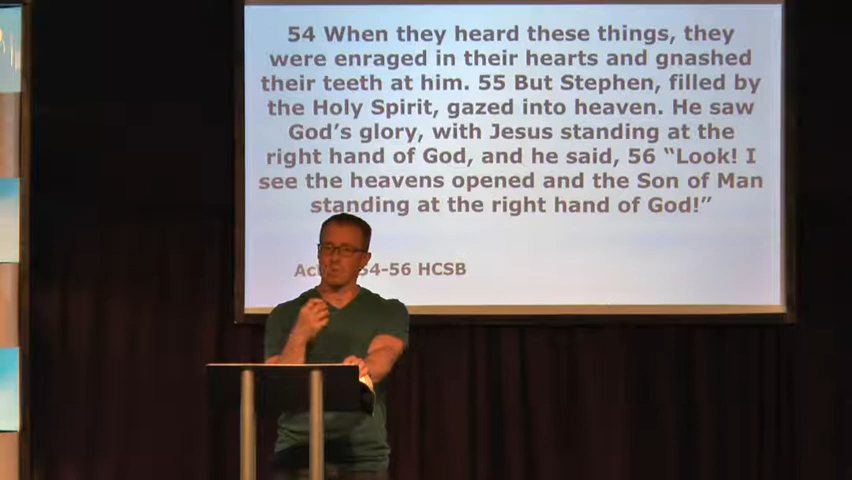 54 When they heard these things, they
were enraged in their hearts and gnashed
their teeth at him. 55 But Stephen, filled by
the Holy Spirit, gazed into heaven. He saw
God's glory, with Jesus standing at the
right hand of God, and he said, 56 “Look! I
see the heavens opened and the Son of Man
standing at the right hand of God!”
54-56 HCSB